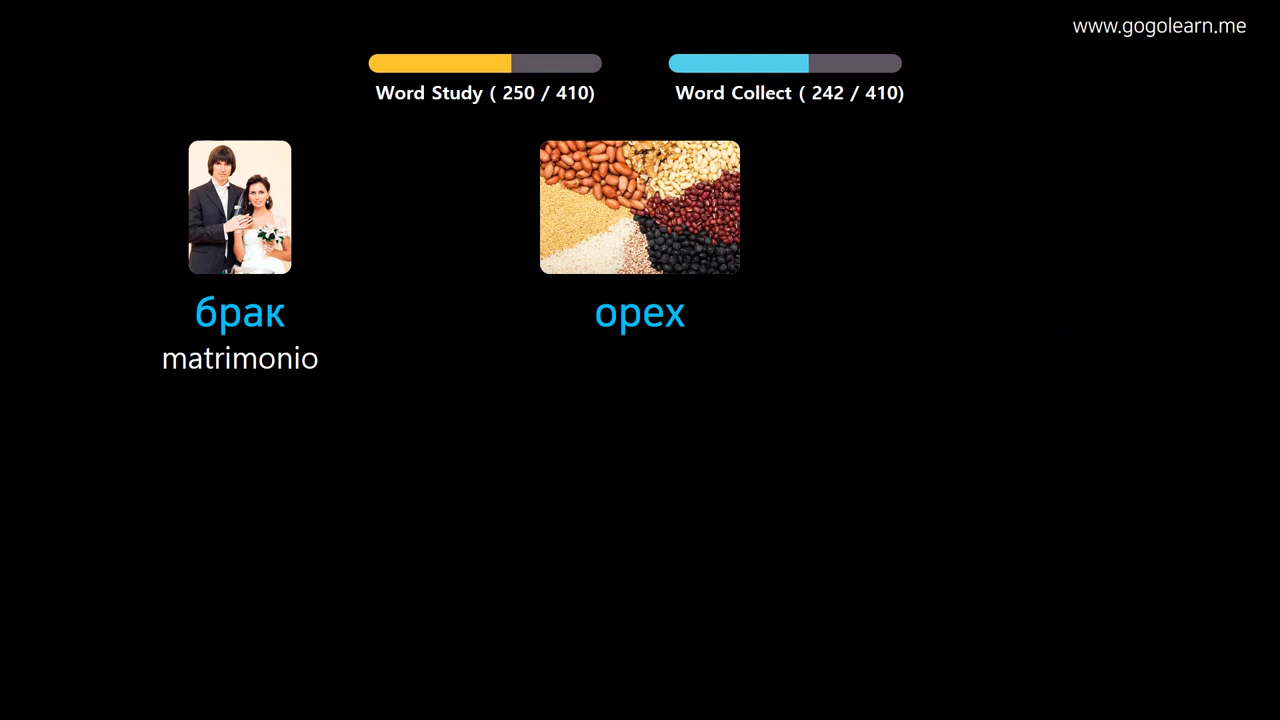 www.gogolearn.me
Word Study ( 250 / 410)
Word Collect ( 242 / 410)
брак
matrimonio
орех